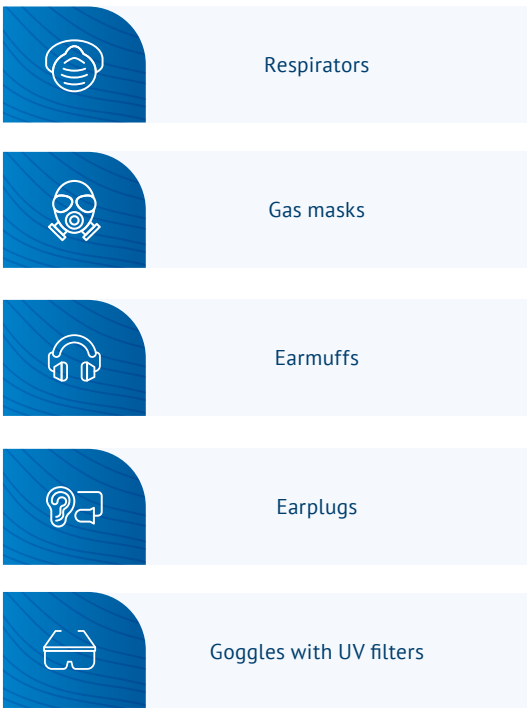 Respirators
Gas masks
Earmuffs
Earplugs
Goggles with UV filters